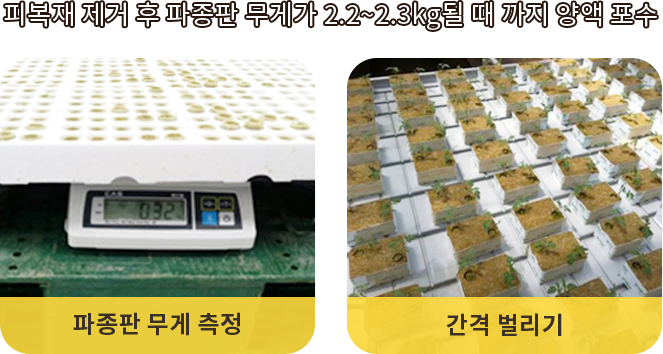 피복재 제거 후 파종판 무게가 2.2~2.3kg될 때 까지 양액 포수
CAS
파종판 무게 측정
간격 벌리기